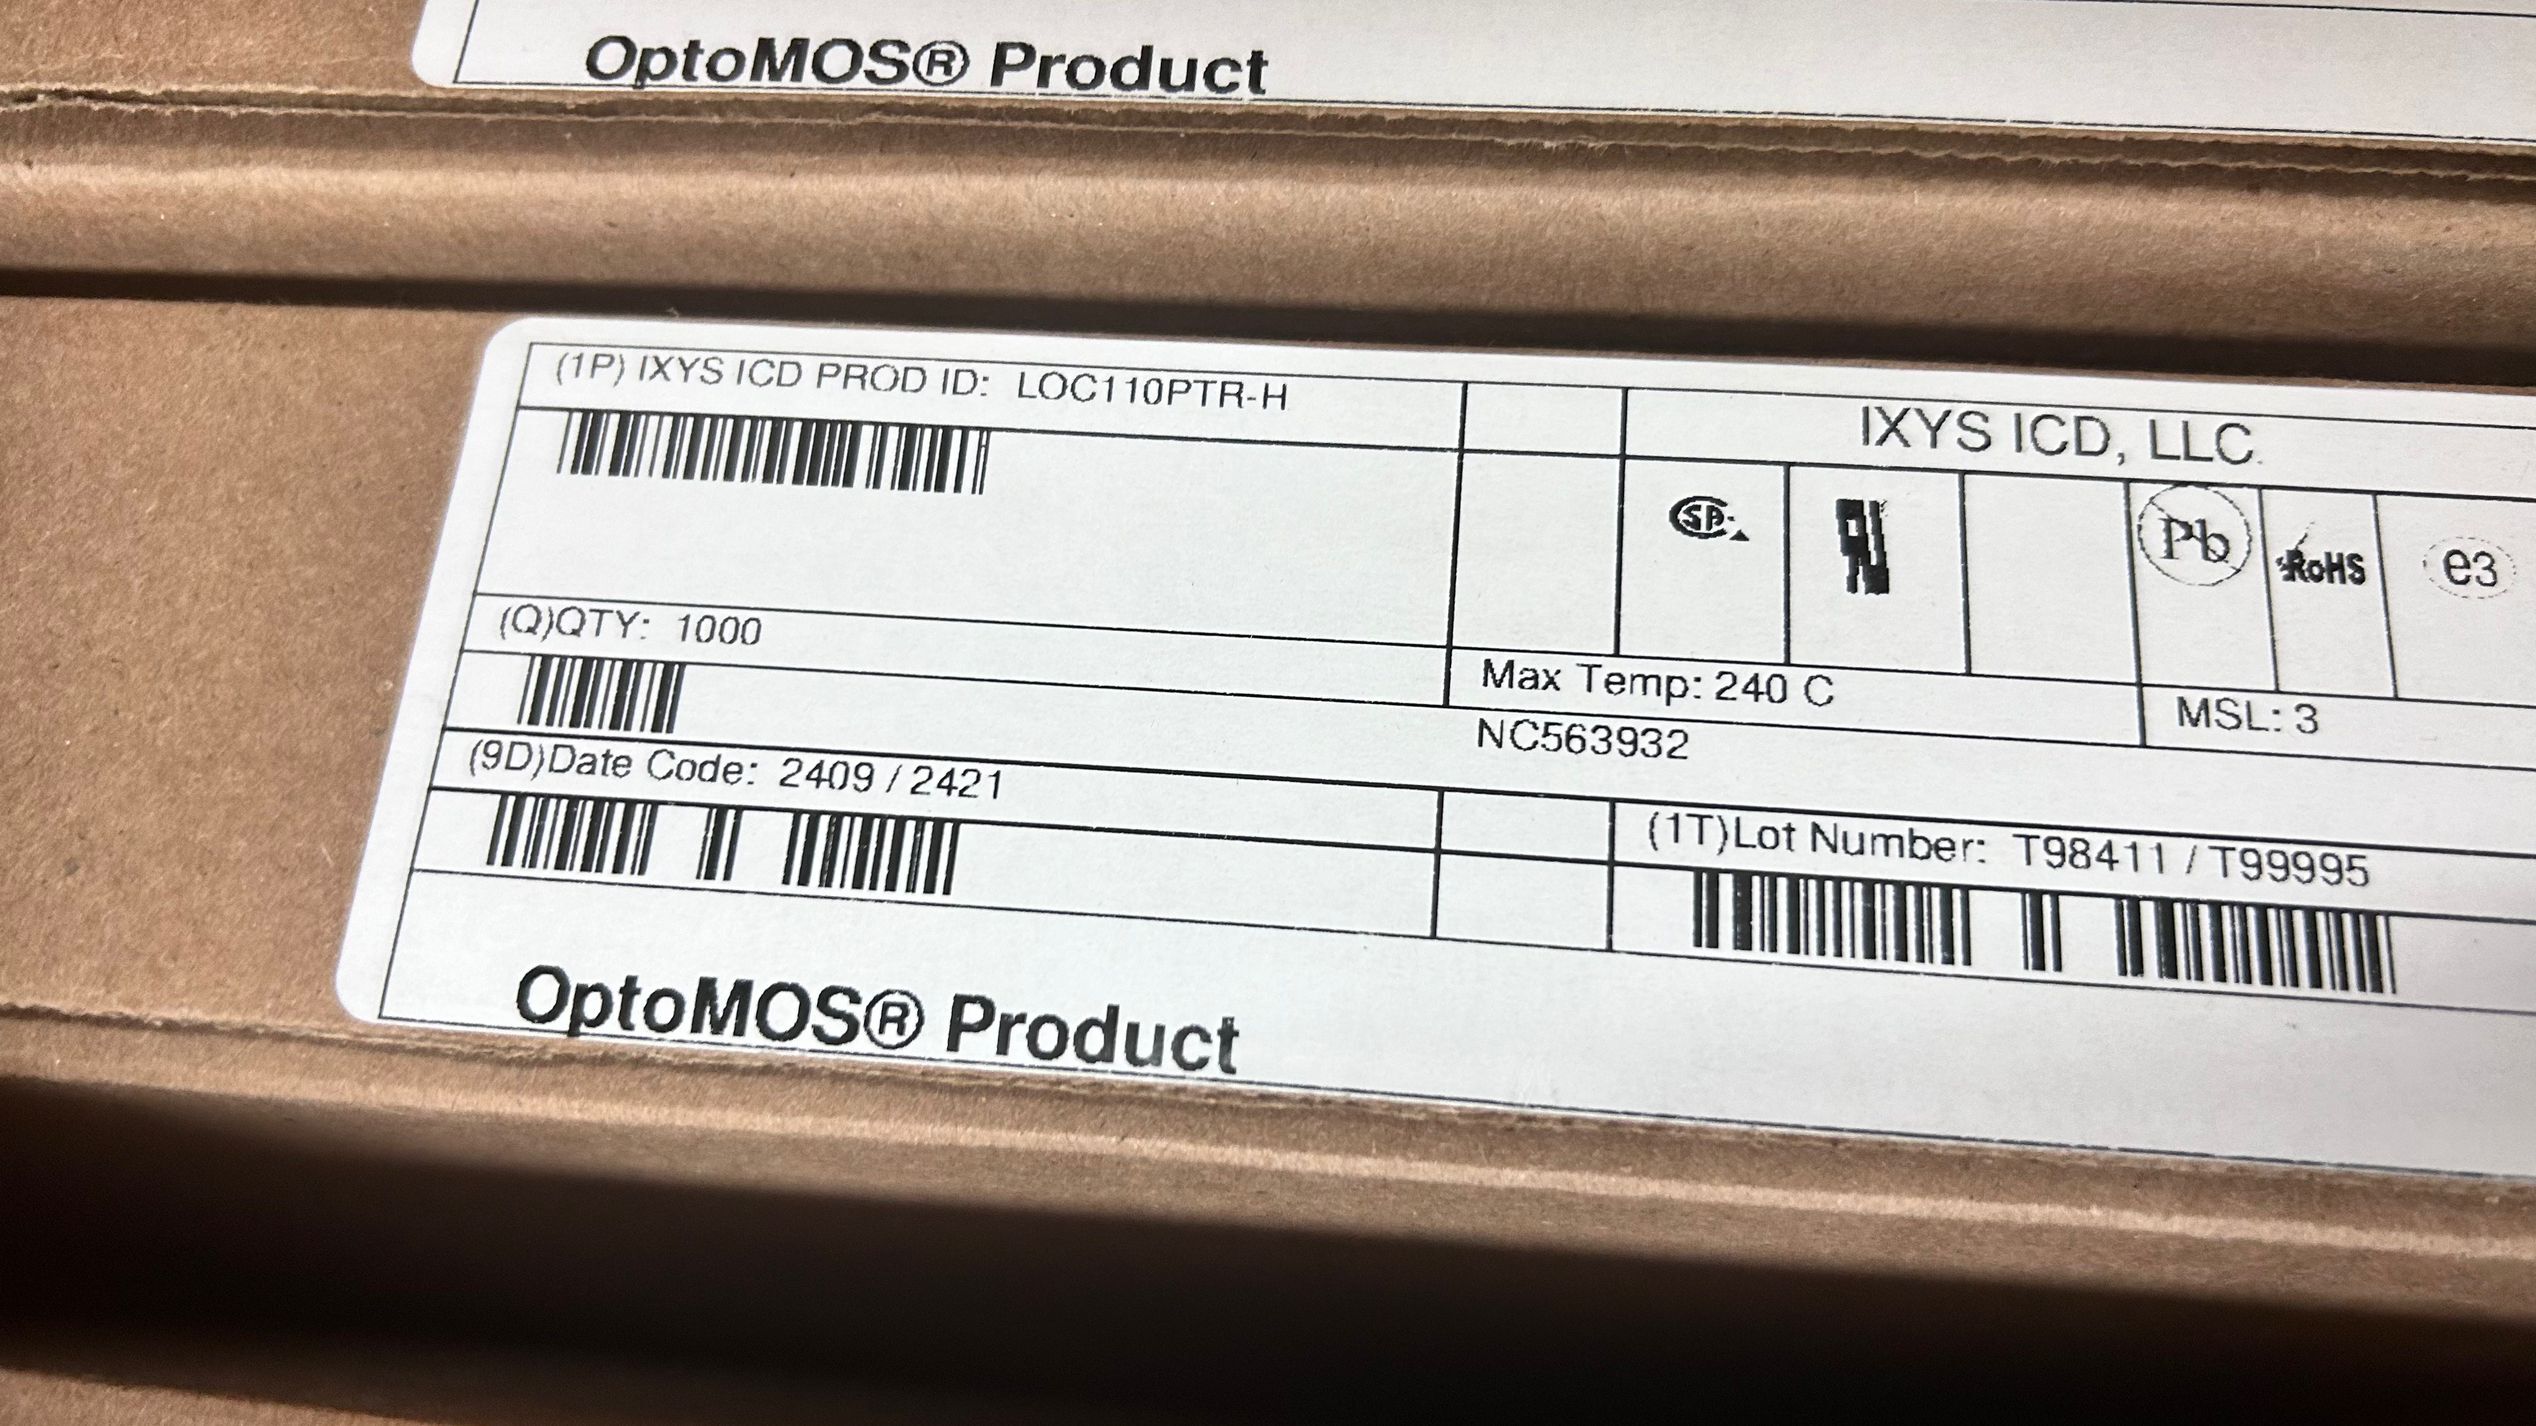 OptoMOS® Product
(1P) IXYS ICD PROD ID: LOC110PTR-H
IXYS ICD, LLC.
Pb
RoHS
e3
(Q)QTY: 1000
Max Temp: 240 C
MSL: 3
NC563932
(9D)Date Code: 2409 / 2421
(1T)Lot Number: T98411 / T99995
OptoMOS® Product